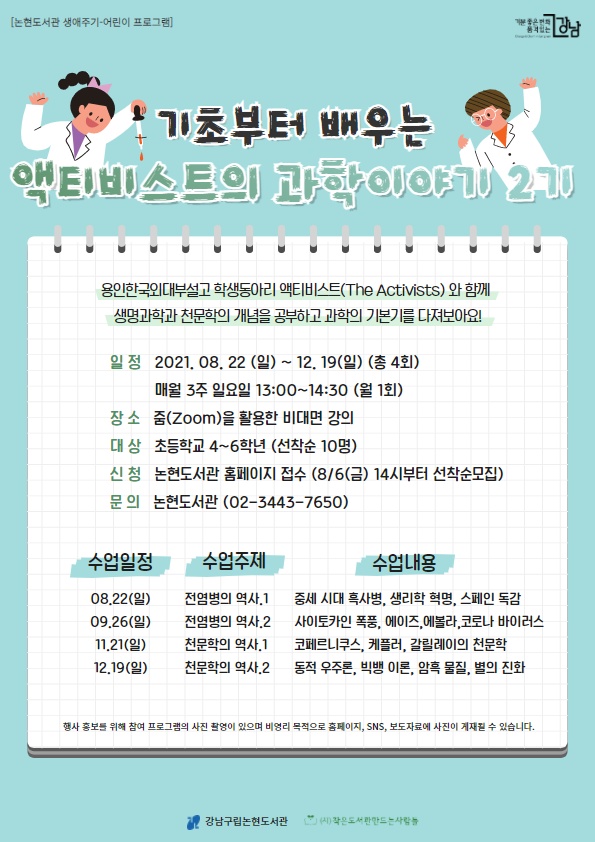 [논현도서관 생애주기-어린이 프로그램]
기분 좋은 변화
품격 있는
강남
기초부터 배우는
액티비스트의 과학이야기 2기
용인한국외대부설고 학생동아리 액티비스트(The Activists) 와 함께
생명과학과 천문학의 개념을 공부하고 과학의 기본기를 다져보아요!
일 정 2021. 08. 22 (일) ~ 12. 19(일) (총 4회)
매월 3주 일요일 13:00~14:30 (월 1회)
장 소 줌(Zoom)을 활용한 비대면 강의
대 상 초등학교 4~6학년 (선착순 10명)
신 청 논현도서관 홈페이지 접수 (8/6(금) 14시부터 선착순모집)
문 의 논현도서관 (02-3443-7650)
수업일정 수업주제 수업내용
08.22(일) 전염병의 역사.1 중세 시대 흑사병, 생리학 혁명, 스페인 독감
09.26(일) 전염병의 역사.2 사이토카인 폭풍, 에이즈,에볼라,코로나 바이러스
11.21(일) 천문학의 역사.1 코페르니쿠스, 케플러, 갈릴레이의 천문학
12.19(일) 천문학의 역사.2 동적 우주론, 빅뱅 이론, 암흑 물질, 별의 진화
행사 홍보를 위해 참여 프로그램의 사진 촬영이 있으며 비영리 목적으로 홈페이지, SNS, 보도자료에 사진이 게재될 수 있습니다.
강남구립논현도서관 (사)작은도서관만드는사람들